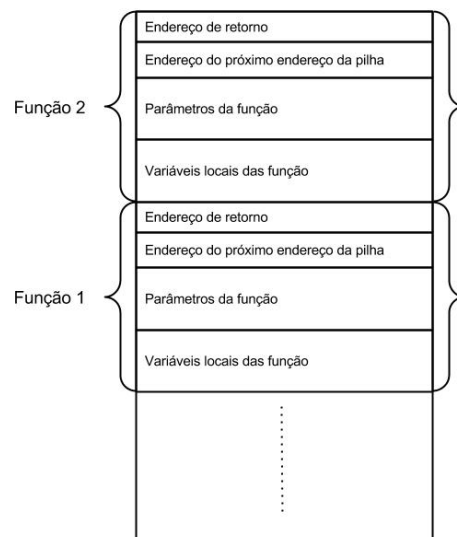 Endereço de retorno
Endereço do próximo endereço da pilha
Função 2
Parâmetros da função
Variáveis locais das função
Endereço de retorno
Endereço do próximo endereço da pilha
Função 1
Parâmetros da função
Variáveis locais das função